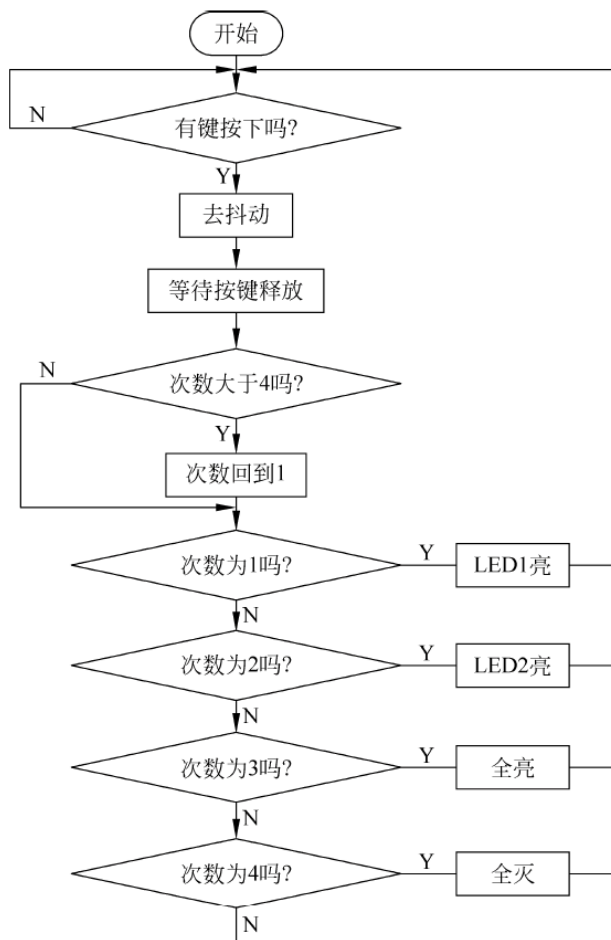 开始
N
有键按下吗?
Y
去抖动
等待按键释放
N
次数大于4吗?
Y
次数回到1
次数为1吗?
Y
LED1亮
N
次数为2吗?
Y
LED2亮
N
次数为3吗?
Y
全亮
N
次数为4吗?
Y
全灭
N